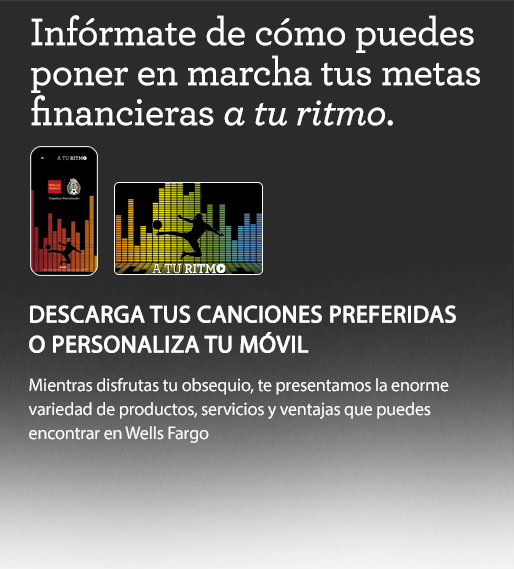 Infórmate de cómo puedes
poner en marcha tus metas
financieras a tu ritmo.
A TU RITMO
WELLS
FARGO
A TU RITMO
DESCARGA TUS CANCIONES PREFERIDAS
O PERSONALIZA TU MÓVIL
Mientras disfrutas tu obsequio, te presentamos la enorme
variedad de productos, servicios y ventajas que puedes
encontrar en Wells Fargo